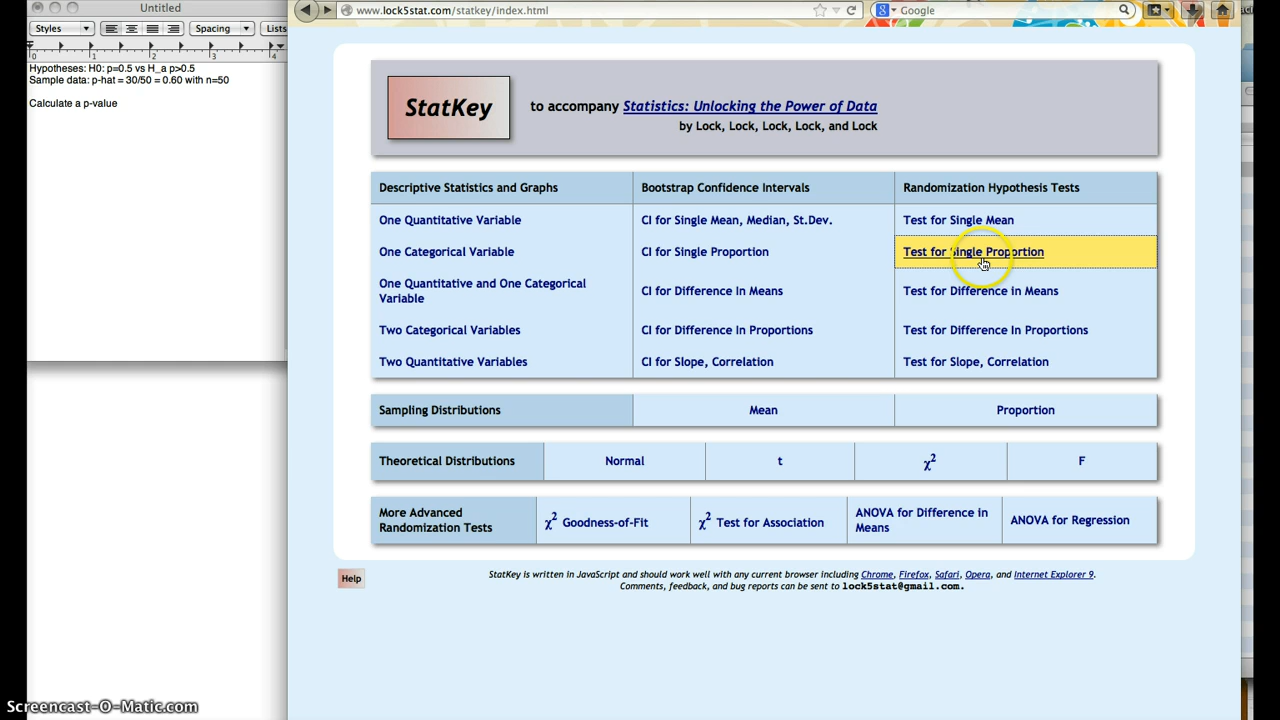 Untitled
www.lock5stat.com/statkey/index.html
Google
Styles
Spacing
Lists
0 1 2 3 4
Hypotheses: H0: p=0.5 vs H_a p>0.5
Sample data: p-hat = 30/50 = 0.60 with n=50
Calculate a p-value
StatKey
to accompany Statistics: Unlocking the Power of Data
by Lock, Lock, Lock, Lock, and Lock
Descriptive Statistics and Graphs
Bootstrap Confidence Intervals
Randomization Hypothesis Tests
One Quantitative Variable
CI for Single Mean, Median, St.Dev.
Test for Single Mean
One Categorical Variable
CI for Single Proportion
Test for Single Proportion
One Quantitative and One Categorical
Variable
CI for Difference In Means
Test for Difference in Means
Two Categorical Variables
CI for Difference In Proportions
Test for Difference In Proportions
Two Quantitative Variables
CI for Slope, Correlation
Test for Slope, Correlation
Sampling Distributions
Mean
Proportion
Theoretical Distributions
Normal
t
χ²
F
More Advanced
Randomization Tests
χ² Goodness-of-Fit
χ² Test for Association
ANOVA for Difference in
Means
ANOVA for Regression
Help
StatKey is written in JavaScript and should work well with any current browser including Chrome, Firefox, Safari, Opera, and Internet Explorer 9.
Comments, feedback, and bug reports can be sent to lock5stat@gmail.com.
Screencast-O-Matic.com